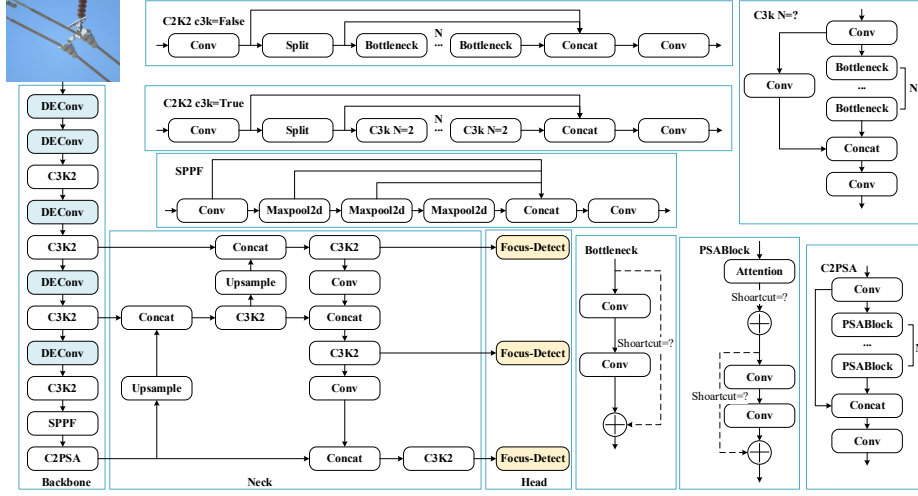 C2K2 c3k=False
Conv
Split
Bottleneck
N
...
Bottleneck
Concat
Conv
C2K2 c3k=True
Conv
Split
C3k N=2
N
...
C3k N=2
Concat
Conv
SPPF
Conv
Maxpool2d
Maxpool2d
Maxpool2d
Concat
Conv
C3k N=?
Conv
Conv
Bottleneck
...
Bottleneck
N
Concat
Conv
DEConv
DEConv
C3K2
DEConv
C3K2
DEConv
C3K2
DEConv
C3K2
SPPF
C2PSA
Backbone
Concat
C3K2
Upsample
Conv
Concat
C3K2
Concat
C3K2
Upsample
Conv
Concat
C3K2
Neck
Focus-Detect
Focus-Detect
Focus-Detect
Head
Bottleneck
Conv
Shoartcut=?
Conv
PSABlock
Attention
Shoartcut=?
Conv
Shoartcut=?
Conv
C2PSA
Conv
PSABlock
...
PSABlock
N
Concat
Conv